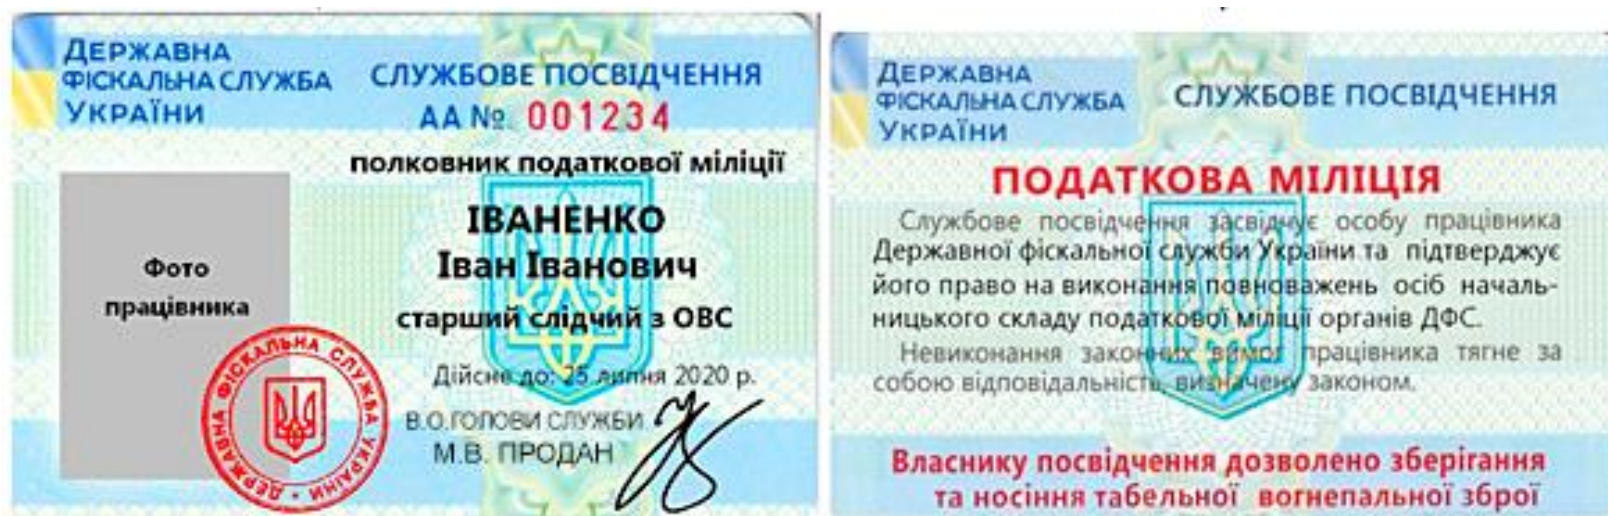 ДЕРЖАВНА
ФІСКАЛЬНА СЛУЖБА
УКРАЇНИ
СЛУЖБОВЕ ПОСВІДЧЕННЯ
АА № 001234
полковник податкової міліції
ІВАНЕНКО
Іван Іванович
старший слідчий з ОВС
Дійсне до: 25 липня 2020 р.
В.О.ГОЛОВИ СЛУЖБИ
М.В. ПРОДАН
Фото
працівника
ДЕРЖАВНА ФІСКАЛЬНА СЛУЖБА УКРАЇНИ
ДЕРЖАВНА
ФІСКАЛЬНА СЛУЖБА
УКРАЇНИ
СЛУЖБОВЕ ПОСВІДЧЕННЯ
ПОДАТКОВА МІЛІЦІЯ
Службове посвідчення засвідчує особу працівника
Державної фіскальної служби України та підтверджує
його право на виконання повноважень осіб началь-
ницького складу податкової міліції органів ДФС.
Невиконання законних вимог працівника тягне за
собою відповідальність, визначену законом.
Власнику посвідчення дозволено зберігання
та носіння табельної вогнепальної зброї